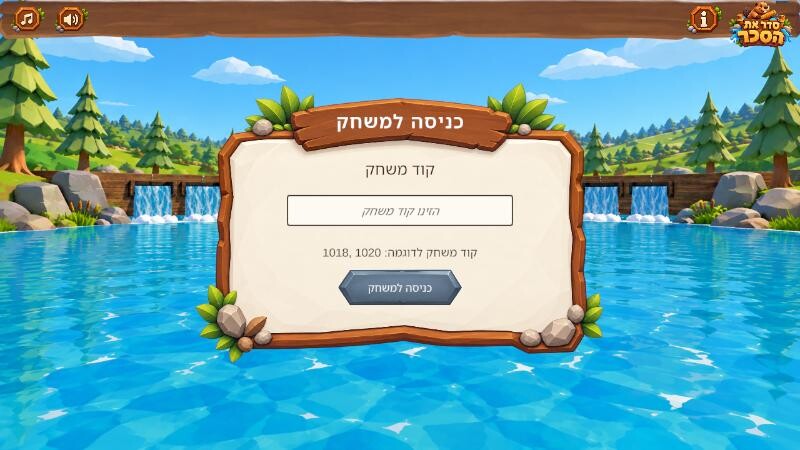 סדר את
הסכר
כניסה למשחק
קוד משחק
הזינו קוד משחק
קוד משחק לדוגמה: 1020, 1018
כניסה למשחק